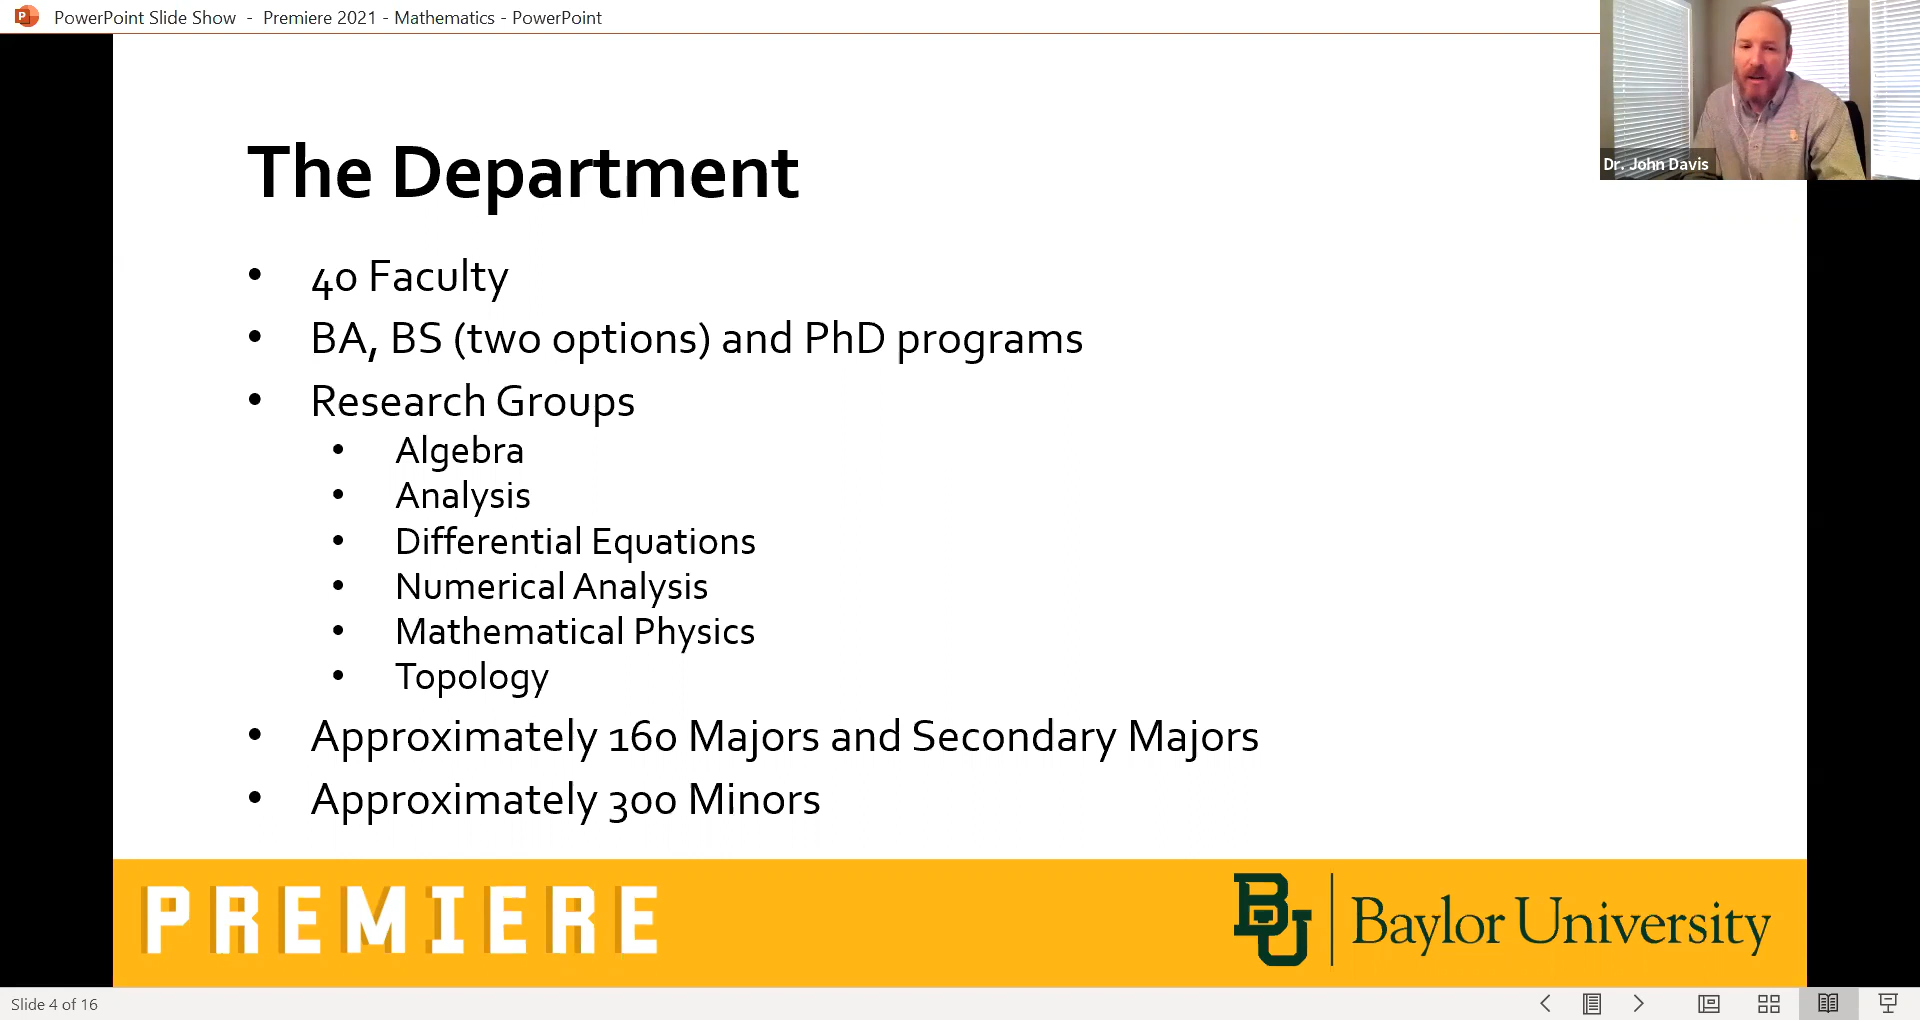 PowerPoint Slide Show - Premiere 2021 - Mathematics - PowerPoint
Dr. John Davis
The Department
• 40 Faculty
• BA, BS (two options) and PhD programs
• Research Groups
• Algebra
• Analysis
• Differential Equations
• Numerical Analysis
• Mathematical Physics
• Topology
• Approximately 160 Majors and Secondary Majors
• Approximately 300 Minors
PREMIERE
BU Baylor University
Slide 4 of 16